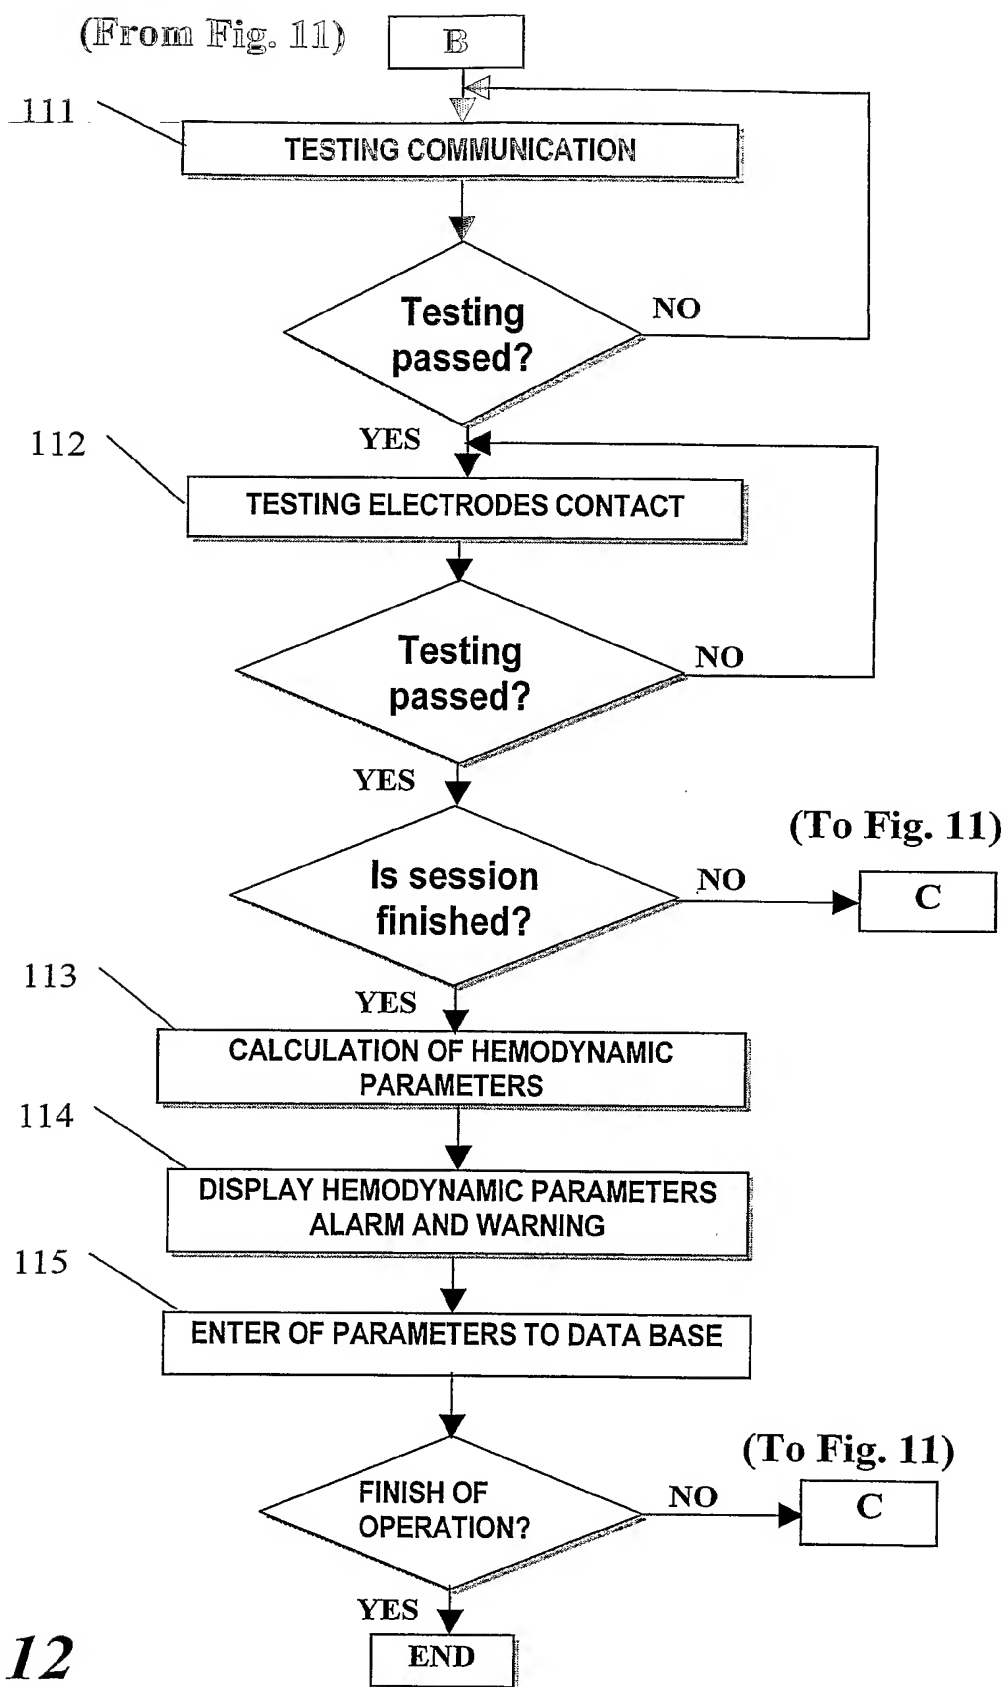 (From Fig. 11)
B
111
TESTING COMMUNICATION
Testing
passed?
NO
YES
112
TESTING ELECTRODES CONTACT
Testing
passed?
NO
YES
(To Fig. 11)
Is session
finished?
NO
C
113
YES
CALCULATION OF HEMODYNAMIC
PARAMETERS
114
DISPLAY HEMODYNAMIC PARAMETERS
ALARM AND WARNING
115
ENTER OF PARAMETERS TO DATA BASE
(To Fig. 11)
FINISH OF
OPERATION?
NO
C
YES
END
12